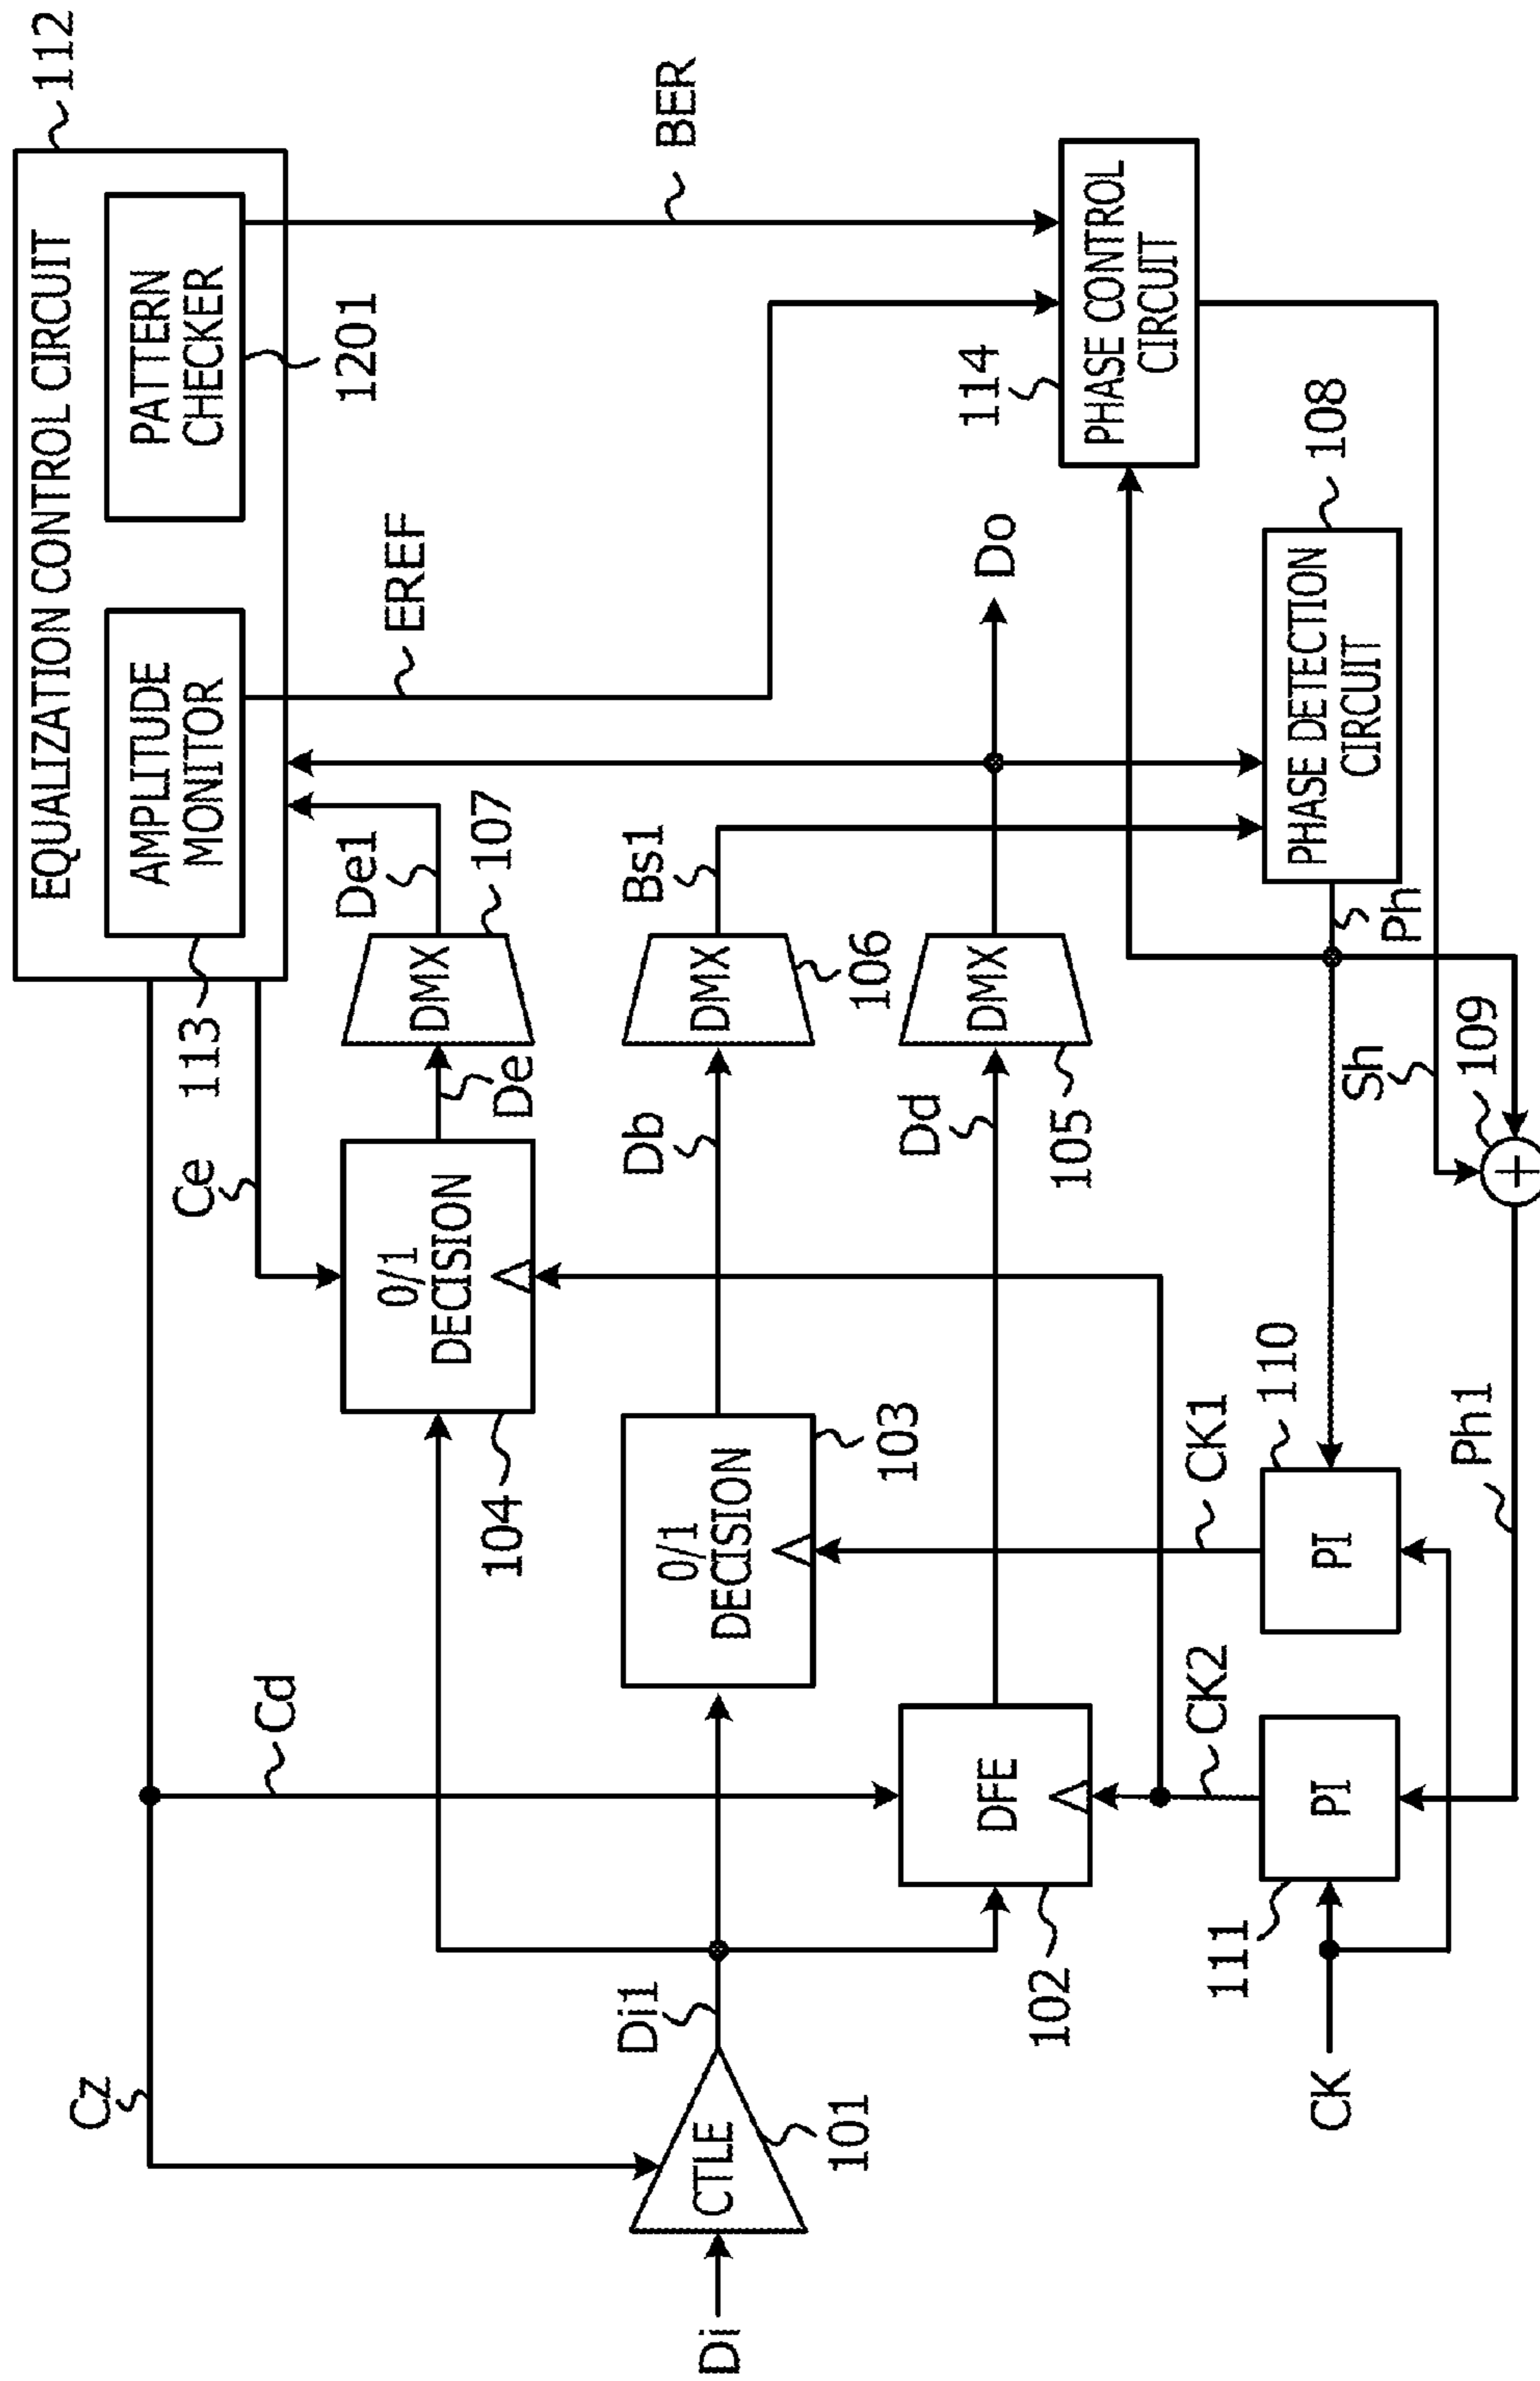 EQUALIZATION CONTROL CIRCUIT
112
AMPLITUDE
MONITOR
PATTERN
CHECKER
113
1201
Cz
Cd
Ce
EREF
BER
0/1
DECISION
104
De
DMX
De1
107
Di
CTLE
101
Di1
0/1
DECISION
103
Db
DMX
Bs1
106
DFE
102
Dd
DMX
105
Do
114
PHASE CONTROL
CIRCUIT
CK2
CK1
CK
111
PI
110
PI
PHASE DETECTION
CIRCUIT
108
Ph
Sh
109
+
Ph1